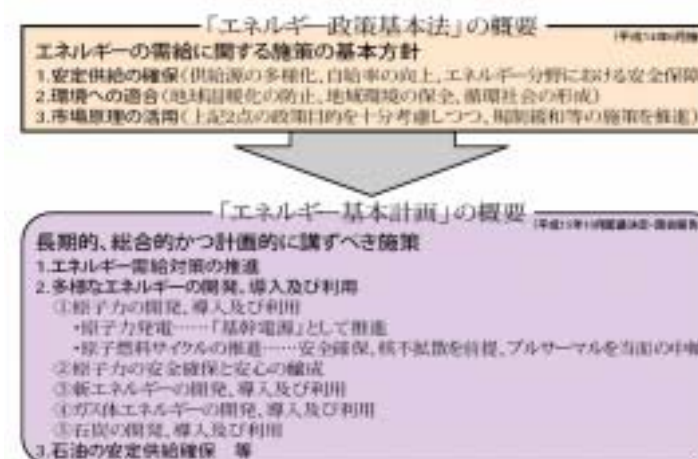 「エネルギー政策基本法」の概要
エネルギーの需給に関する施策の基本方針
1.安定供給の確保(供給源の多様化、自給率の向上、エネルギー分野における安全保障
2.環境への適合(地球温暖化の防止、地域環境の保全、循環社会の形成)
3.市場原理の活用(上記2点の政策目的を十分考慮しつつ、規制緩和等の施策を推進)
「エネルギー基本計画」の概要
長期的、総合的かつ計画的に講ずべき施策
1.エネルギー需給対策の推進
2.多様なエネルギーの開発、導入及び利用
①原子力の開発、導入及び利用
・原子力発電……「基幹電源」として推進
・原子燃料サイクルの推進……安全確保、核不拡散を前提、プルサーマルを当面の中軸
②原子力の安全確保と安心の醸成
③新エネルギーの開発、導入及び利用
④ガス体エネルギーの開発、導入及び利用
⑤石炭の開発、導入及び利用
3.石油の安定供給確保 等